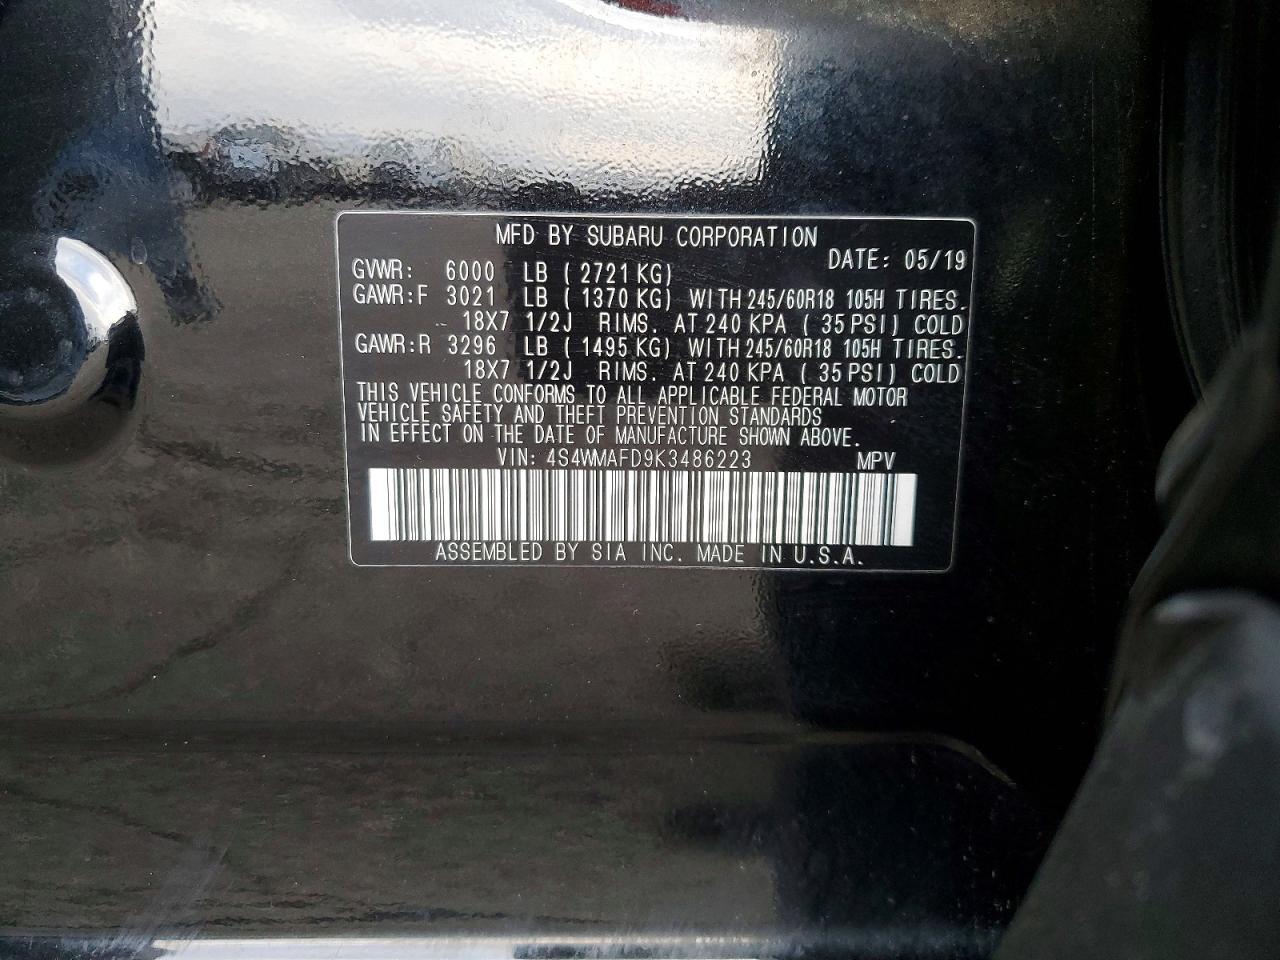 MFD BY SUBARU CORPORATION
DATE: 05/19
GVWR: 6000 LB ( 2721 KG)
GAWR:F 3021 LB ( 1370 KG) WITH 245/60R18 105H TIRES.
18X7 1/2J RIMS. AT 240 KPA ( 35 PSI) COLD
GAWR:R 3296 LB ( 1495 KG) WITH 245/60R18 105H TIRES.
18X7 1/2J RIMS. AT 240 KPA ( 35 PSI) COLD
THIS VEHICLE CONFORMS TO ALL APPLICABLE FEDERAL MOTOR
VEHICLE SAFETY AND THEFT PREVENTION STANDARDS
IN EFFECT ON THE DATE OF MANUFACTURE SHOWN ABOVE.
VIN: 4S4WMAFD9K3486223 MPV
ASSEMBLED BY SIA INC. MADE IN U.S.A.